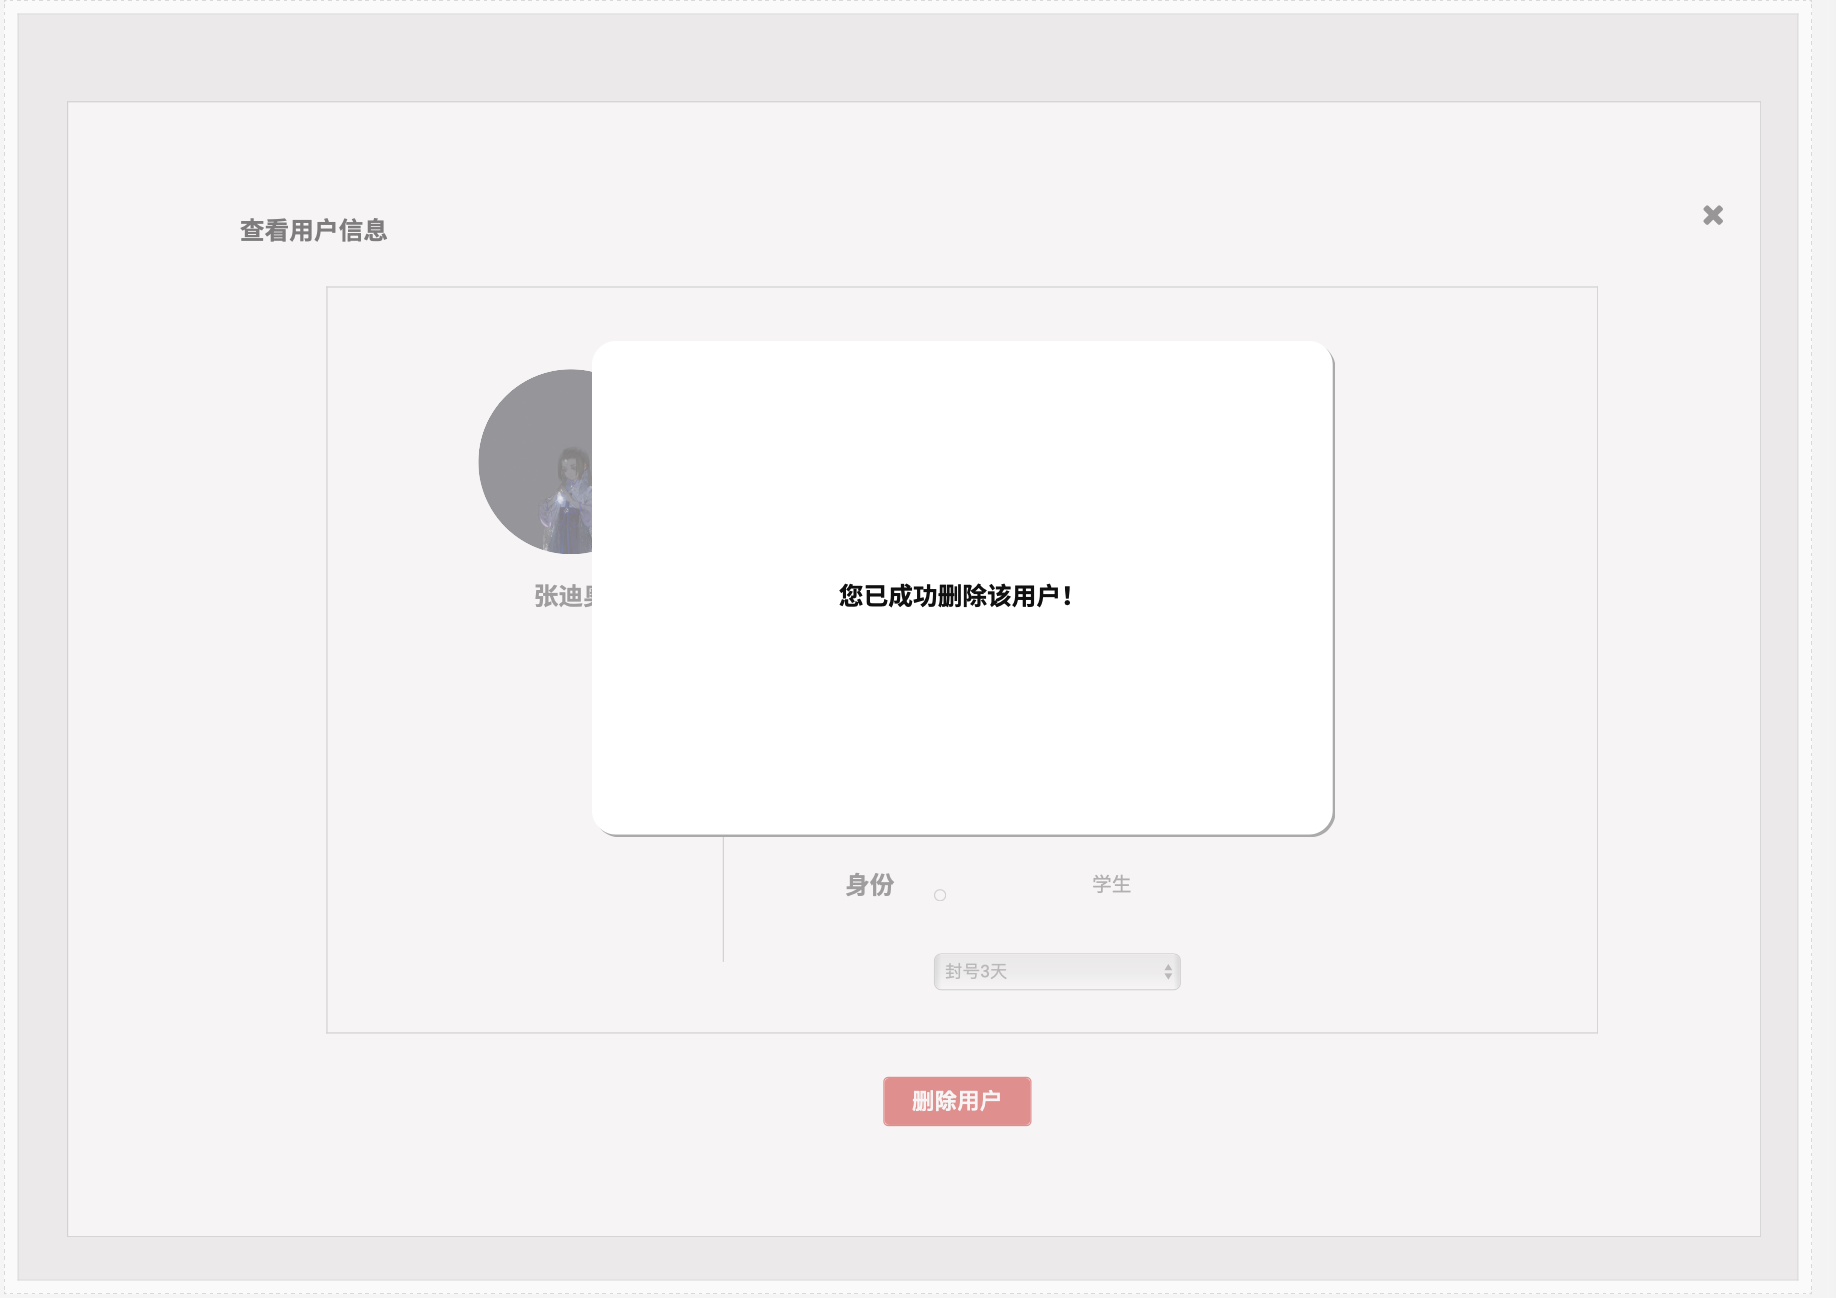 查看用户信息
张迪
您已成功删除该用户！
身份
学生
封号3天
删除用户